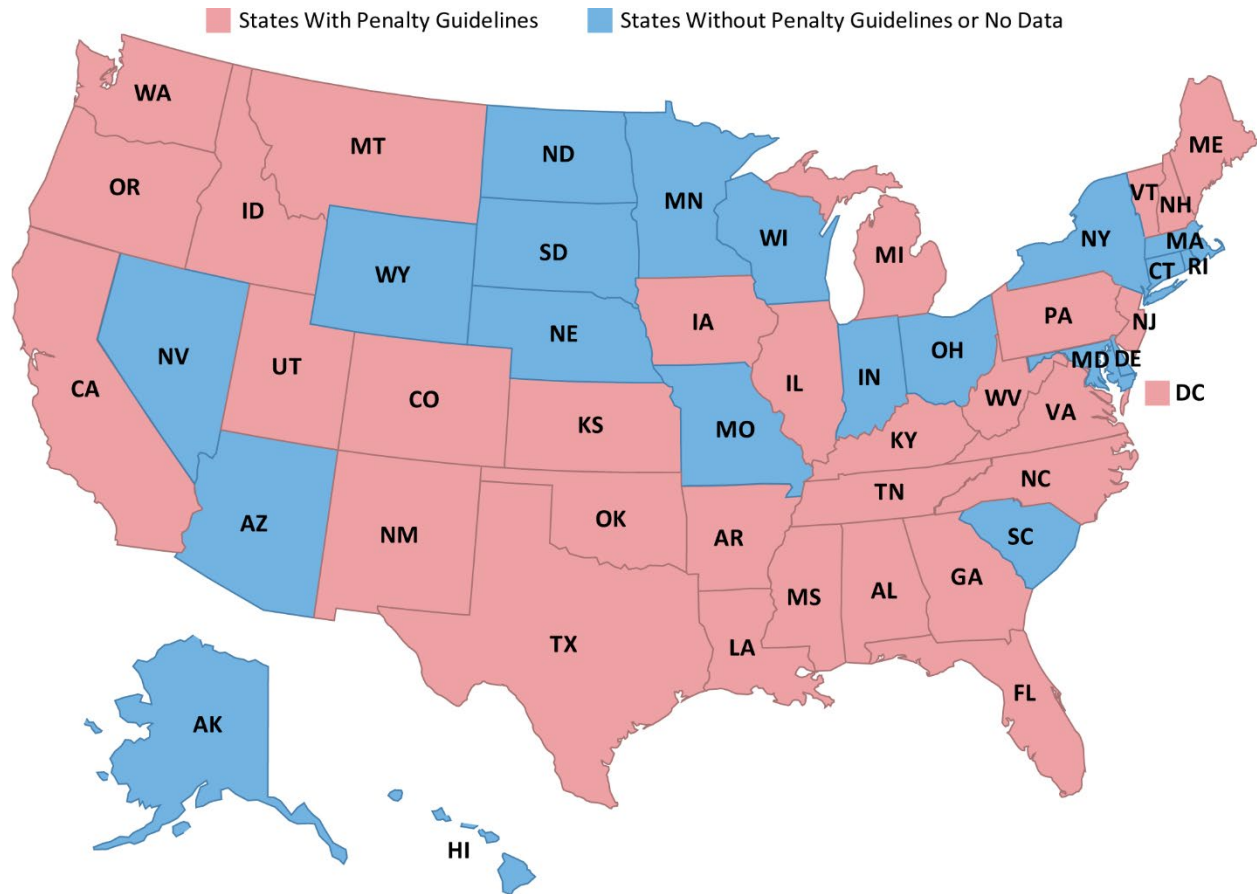 States With Penalty Guidelines
States Without Penalty Guidelines or No Data
WA
MT
ND
MN
ME
OR
ID
VT
NH
SD
WI
NY
MA
WY
MI
CT
RI
IA
PA
NE
NJ
NV
OH
UT
IL
IN
MD
DE
CA
CO
WV
DC
KS
MO
VA
KY
NC
TN
AZ
OK
NM
AR
SC
GA
MS
AL
TX
LA
FL
AK
HI